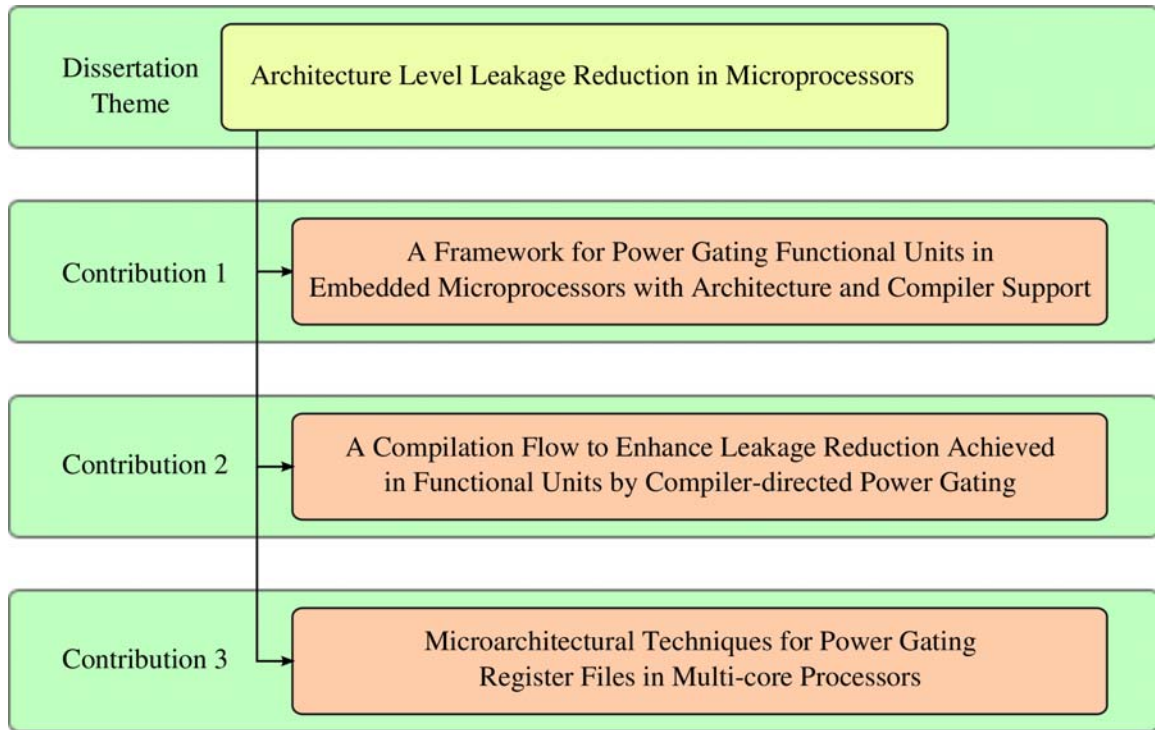 Dissertation
Theme
Architecture Level Leakage Reduction in Microprocessors
Contribution 1
A Framework for Power Gating Functional Units in
Embedded Microprocessors with Architecture and Compiler Support
Contribution 2
A Compilation Flow to Enhance Leakage Reduction Achieved
in Functional Units by Compiler-directed Power Gating
Contribution 3
Microarchitectural Techniques for Power Gating
Register Files in Multi-core Processors